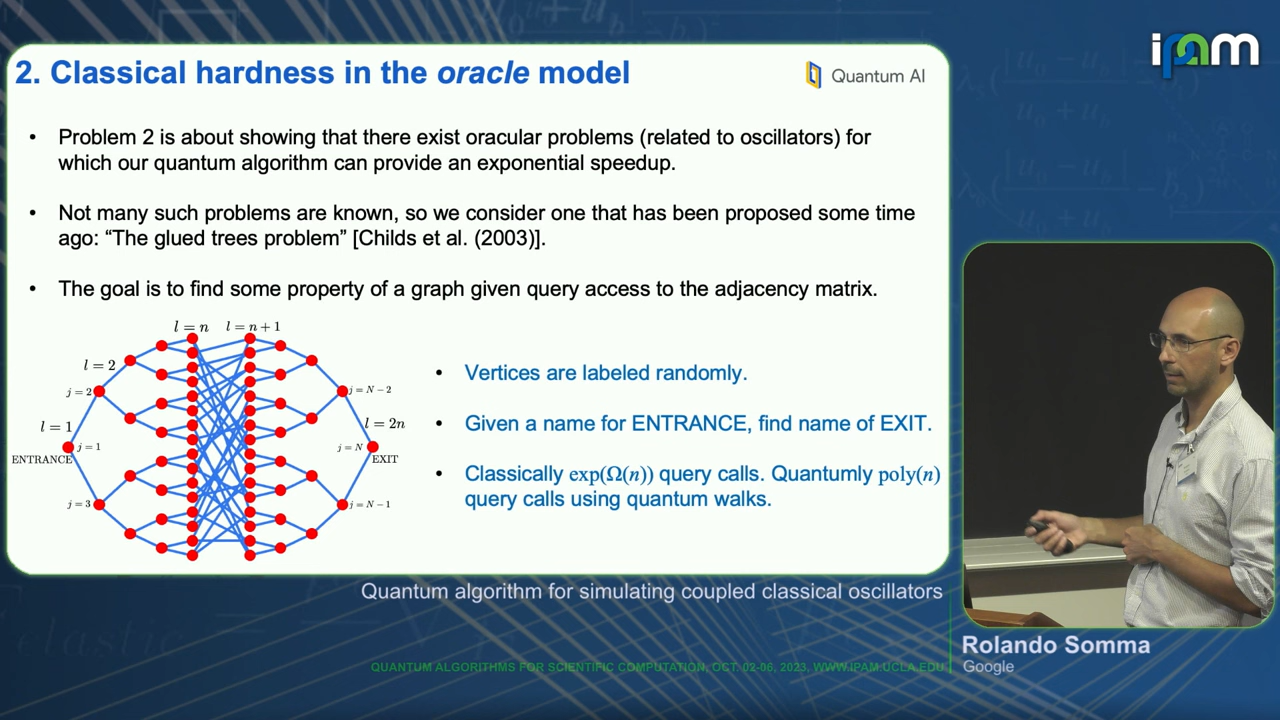 2. Classical hardness in the oracle model
Quantum AI
ipam
• Problem 2 is about showing that there exist oracular problems (related to oscillators) for
which our quantum algorithm can provide an exponential speedup.
• Not many such problems are known, so we consider one that has been proposed some time
ago: “The glued trees problem” [Childs et al. (2003)].
• The goal is to find some property of a graph given query access to the adjacency matrix.
l = n
l = n + 1
l = 2
j = 2
l = 1
j = 1
ENTRANCE
j = 3
j = N − 2
l = 2n
j = N
EXIT
j = N − 1
• Vertices are labeled randomly.
• Given a name for ENTRANCE, find name of EXIT.
• Classically exp(Ω(n)) query calls. Quantumly poly(n)
query calls using quantum walks.
Quantum algorithm for simulating coupled classical oscillators
Rolando Somma
Google
QUANTUM ALGORITHMS FOR SCIENTIFIC COMPUTATION, OCT. 02-06, 2023, WWW.IPAM.UCLA.EDU
elastic